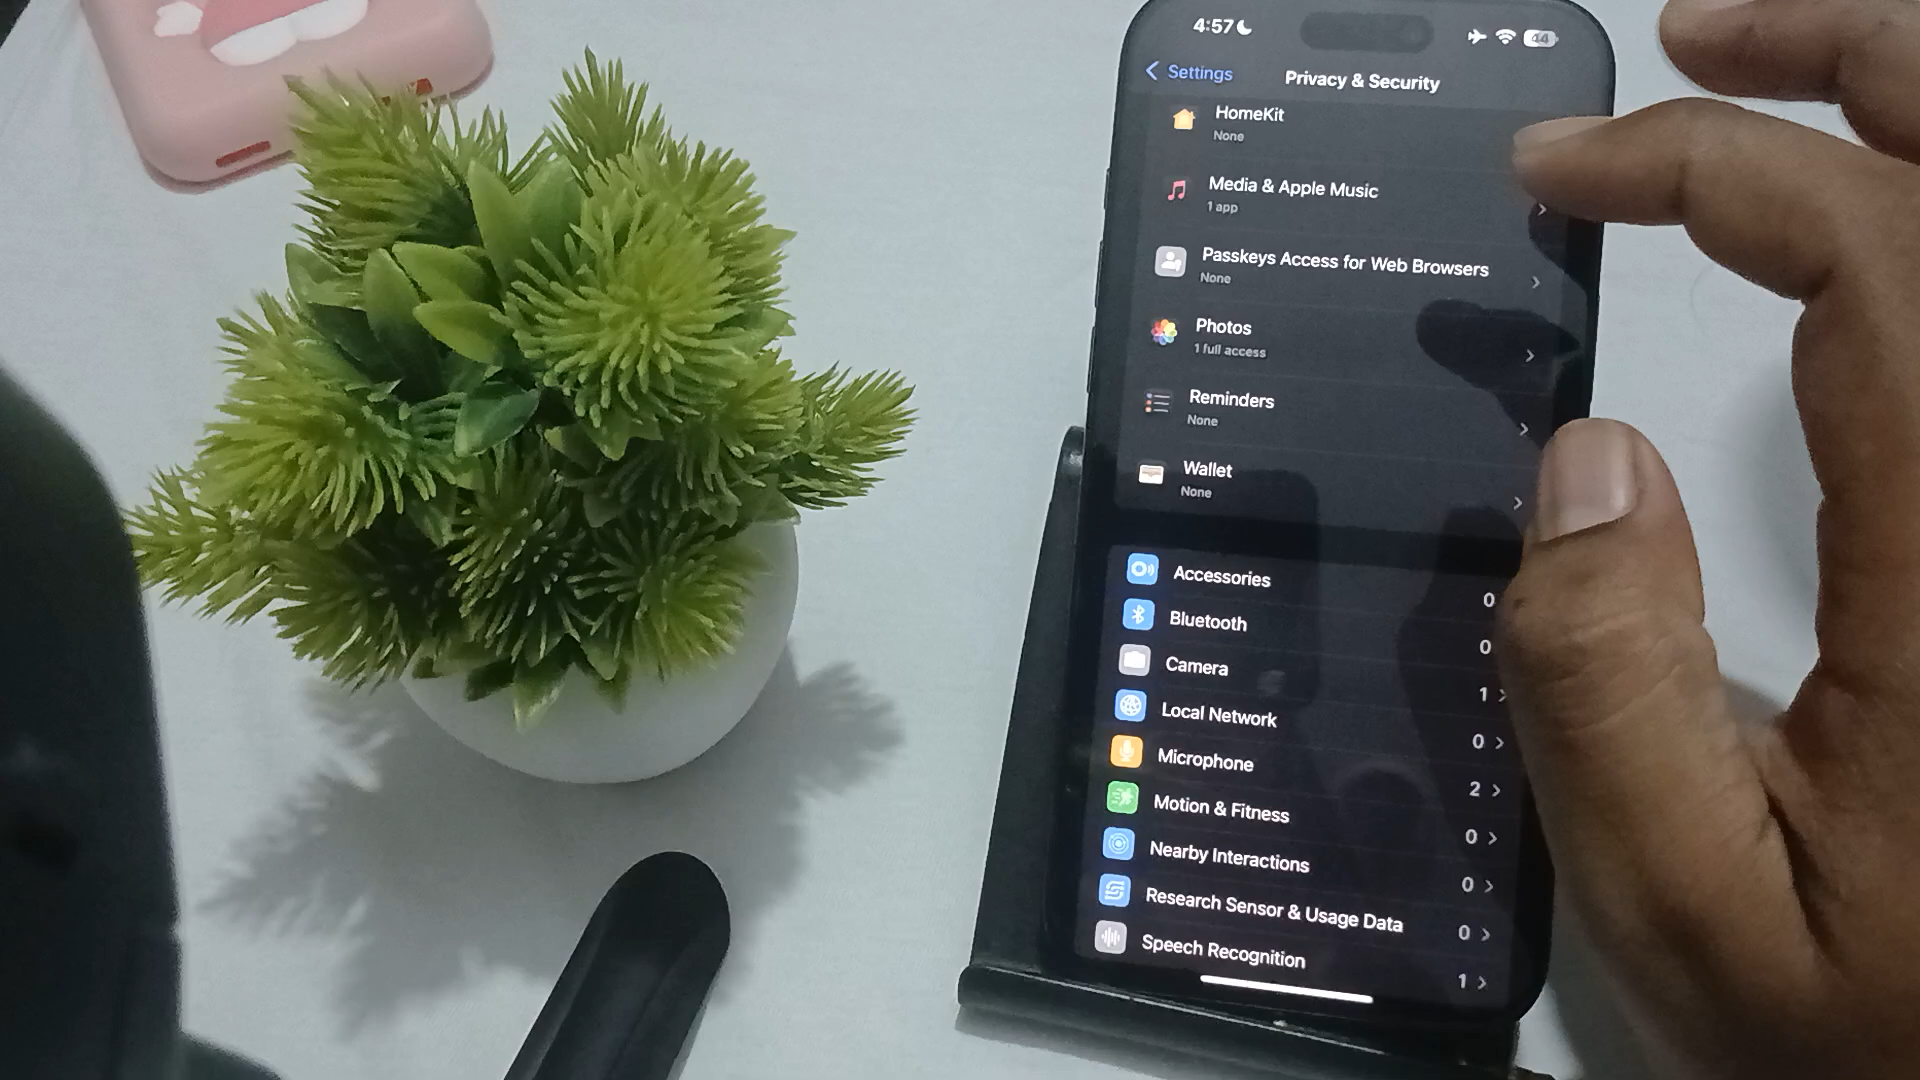 4:57
44
Settings
Privacy & Security
HomeKit
None
Media & Apple Music
1 app
Passkeys Access for Web Browsers
None
Photos
1 full access
Reminders
None
Wallet
None
Accessories 0
Bluetooth 0
Camera 1
Local Network 0
Microphone 2
Motion & Fitness 0
Nearby Interactions 0
Research Sensor & Usage Data 0
Speech Recognition 1